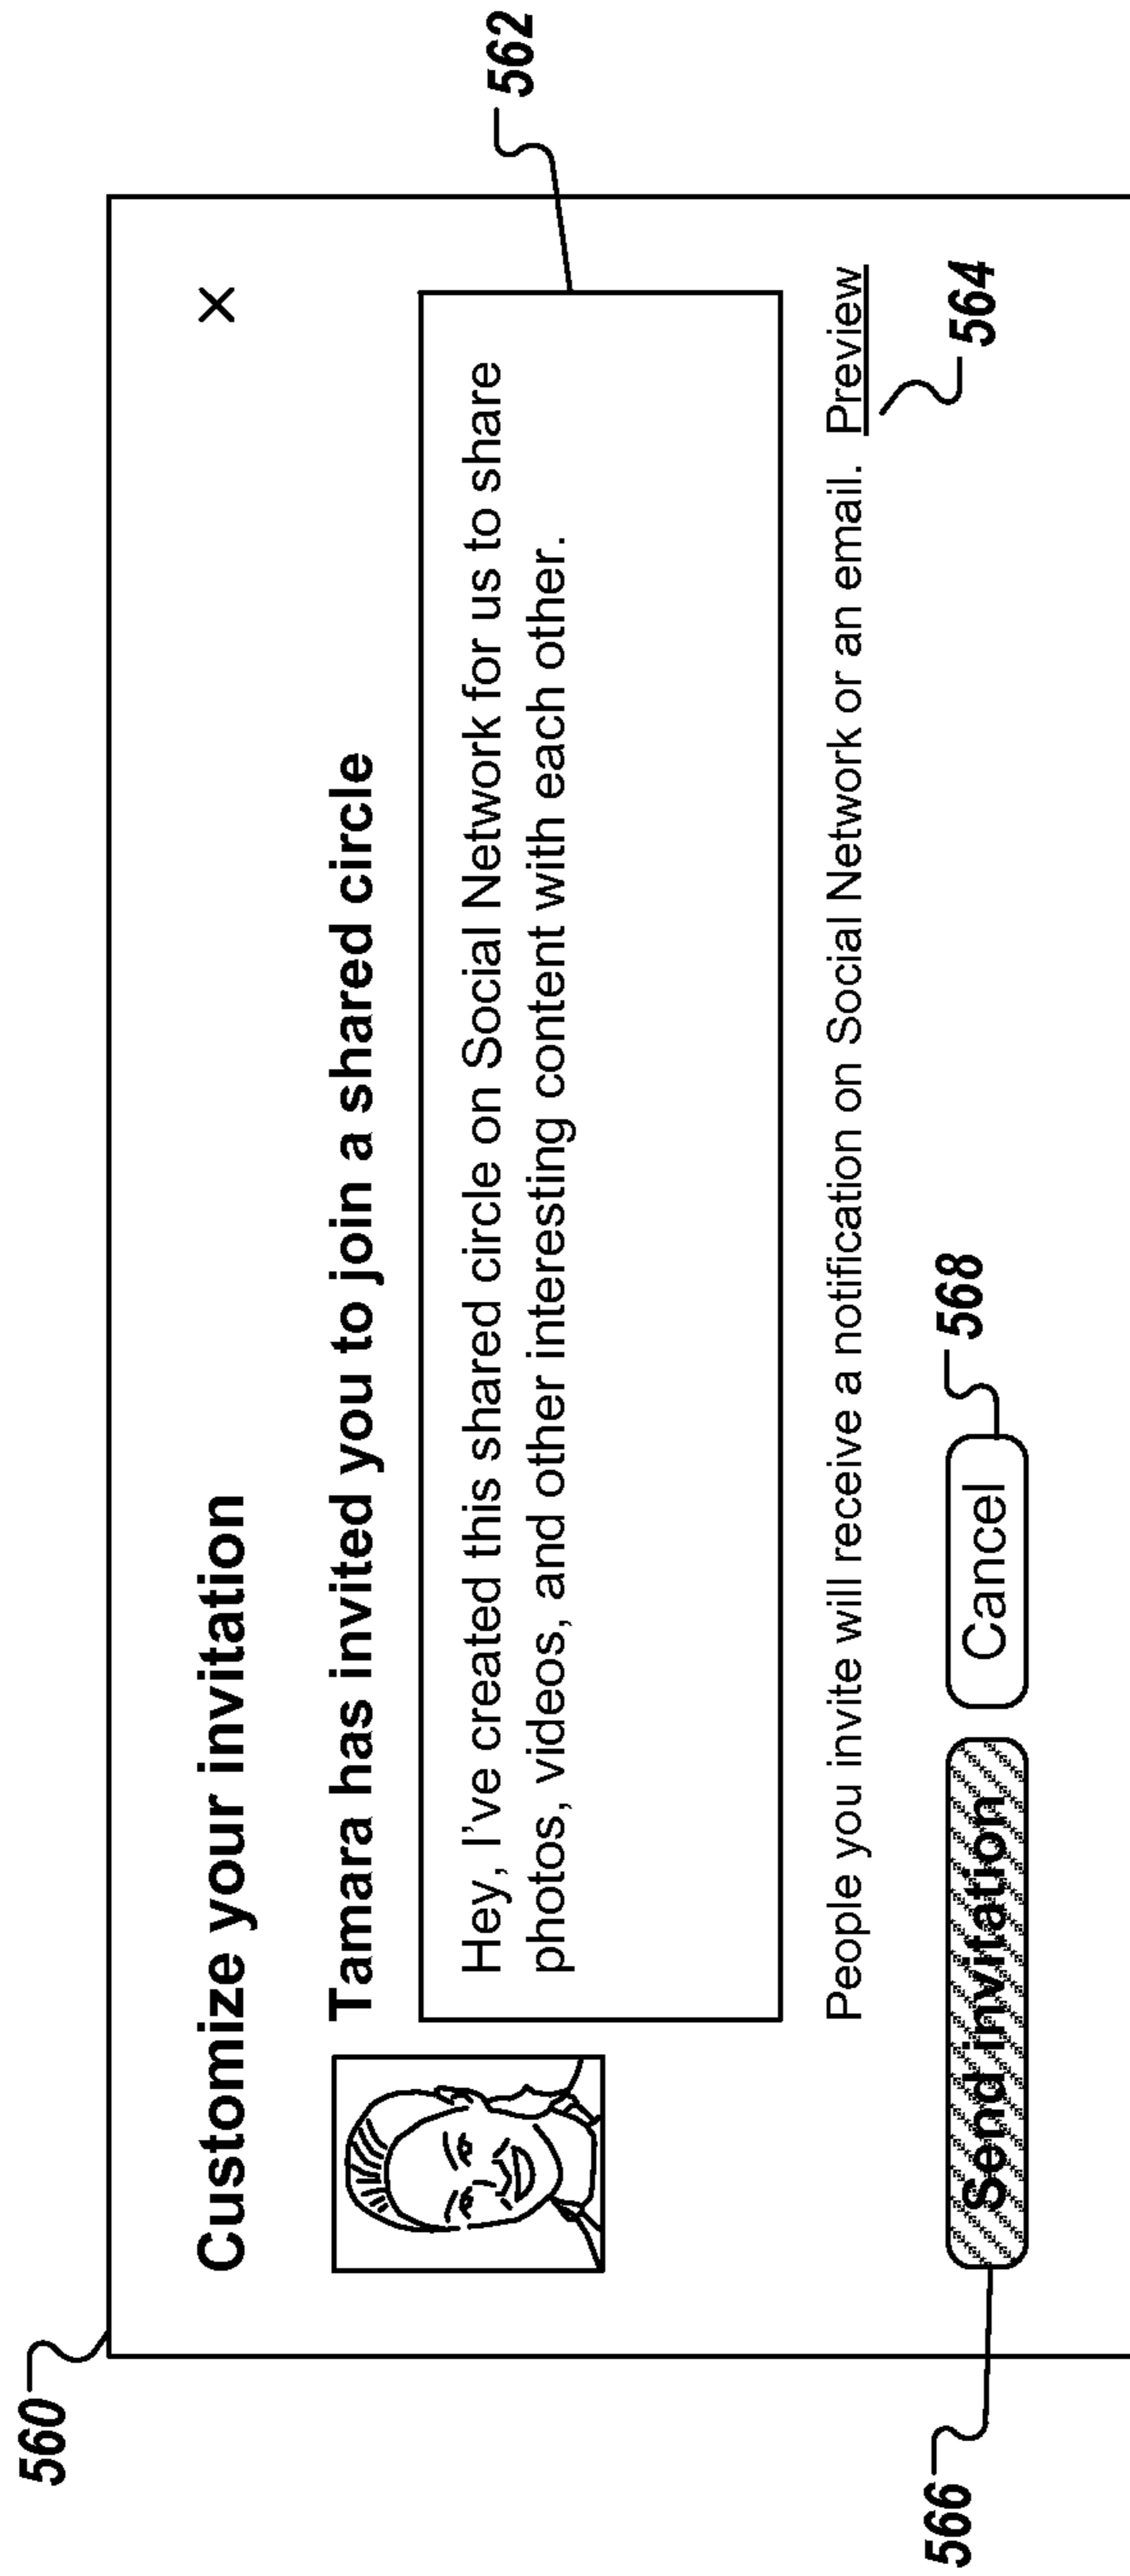 560
Customize your invitation
X
Tamara has invited you to join a shared circle
562
Hey, I've created this shared circle on Social Network for us to share
photos, videos, and other interesting content with each other.
People you invite will receive a notification on Social Network or an email. Preview
564
566
Send invitation
Cancel
568